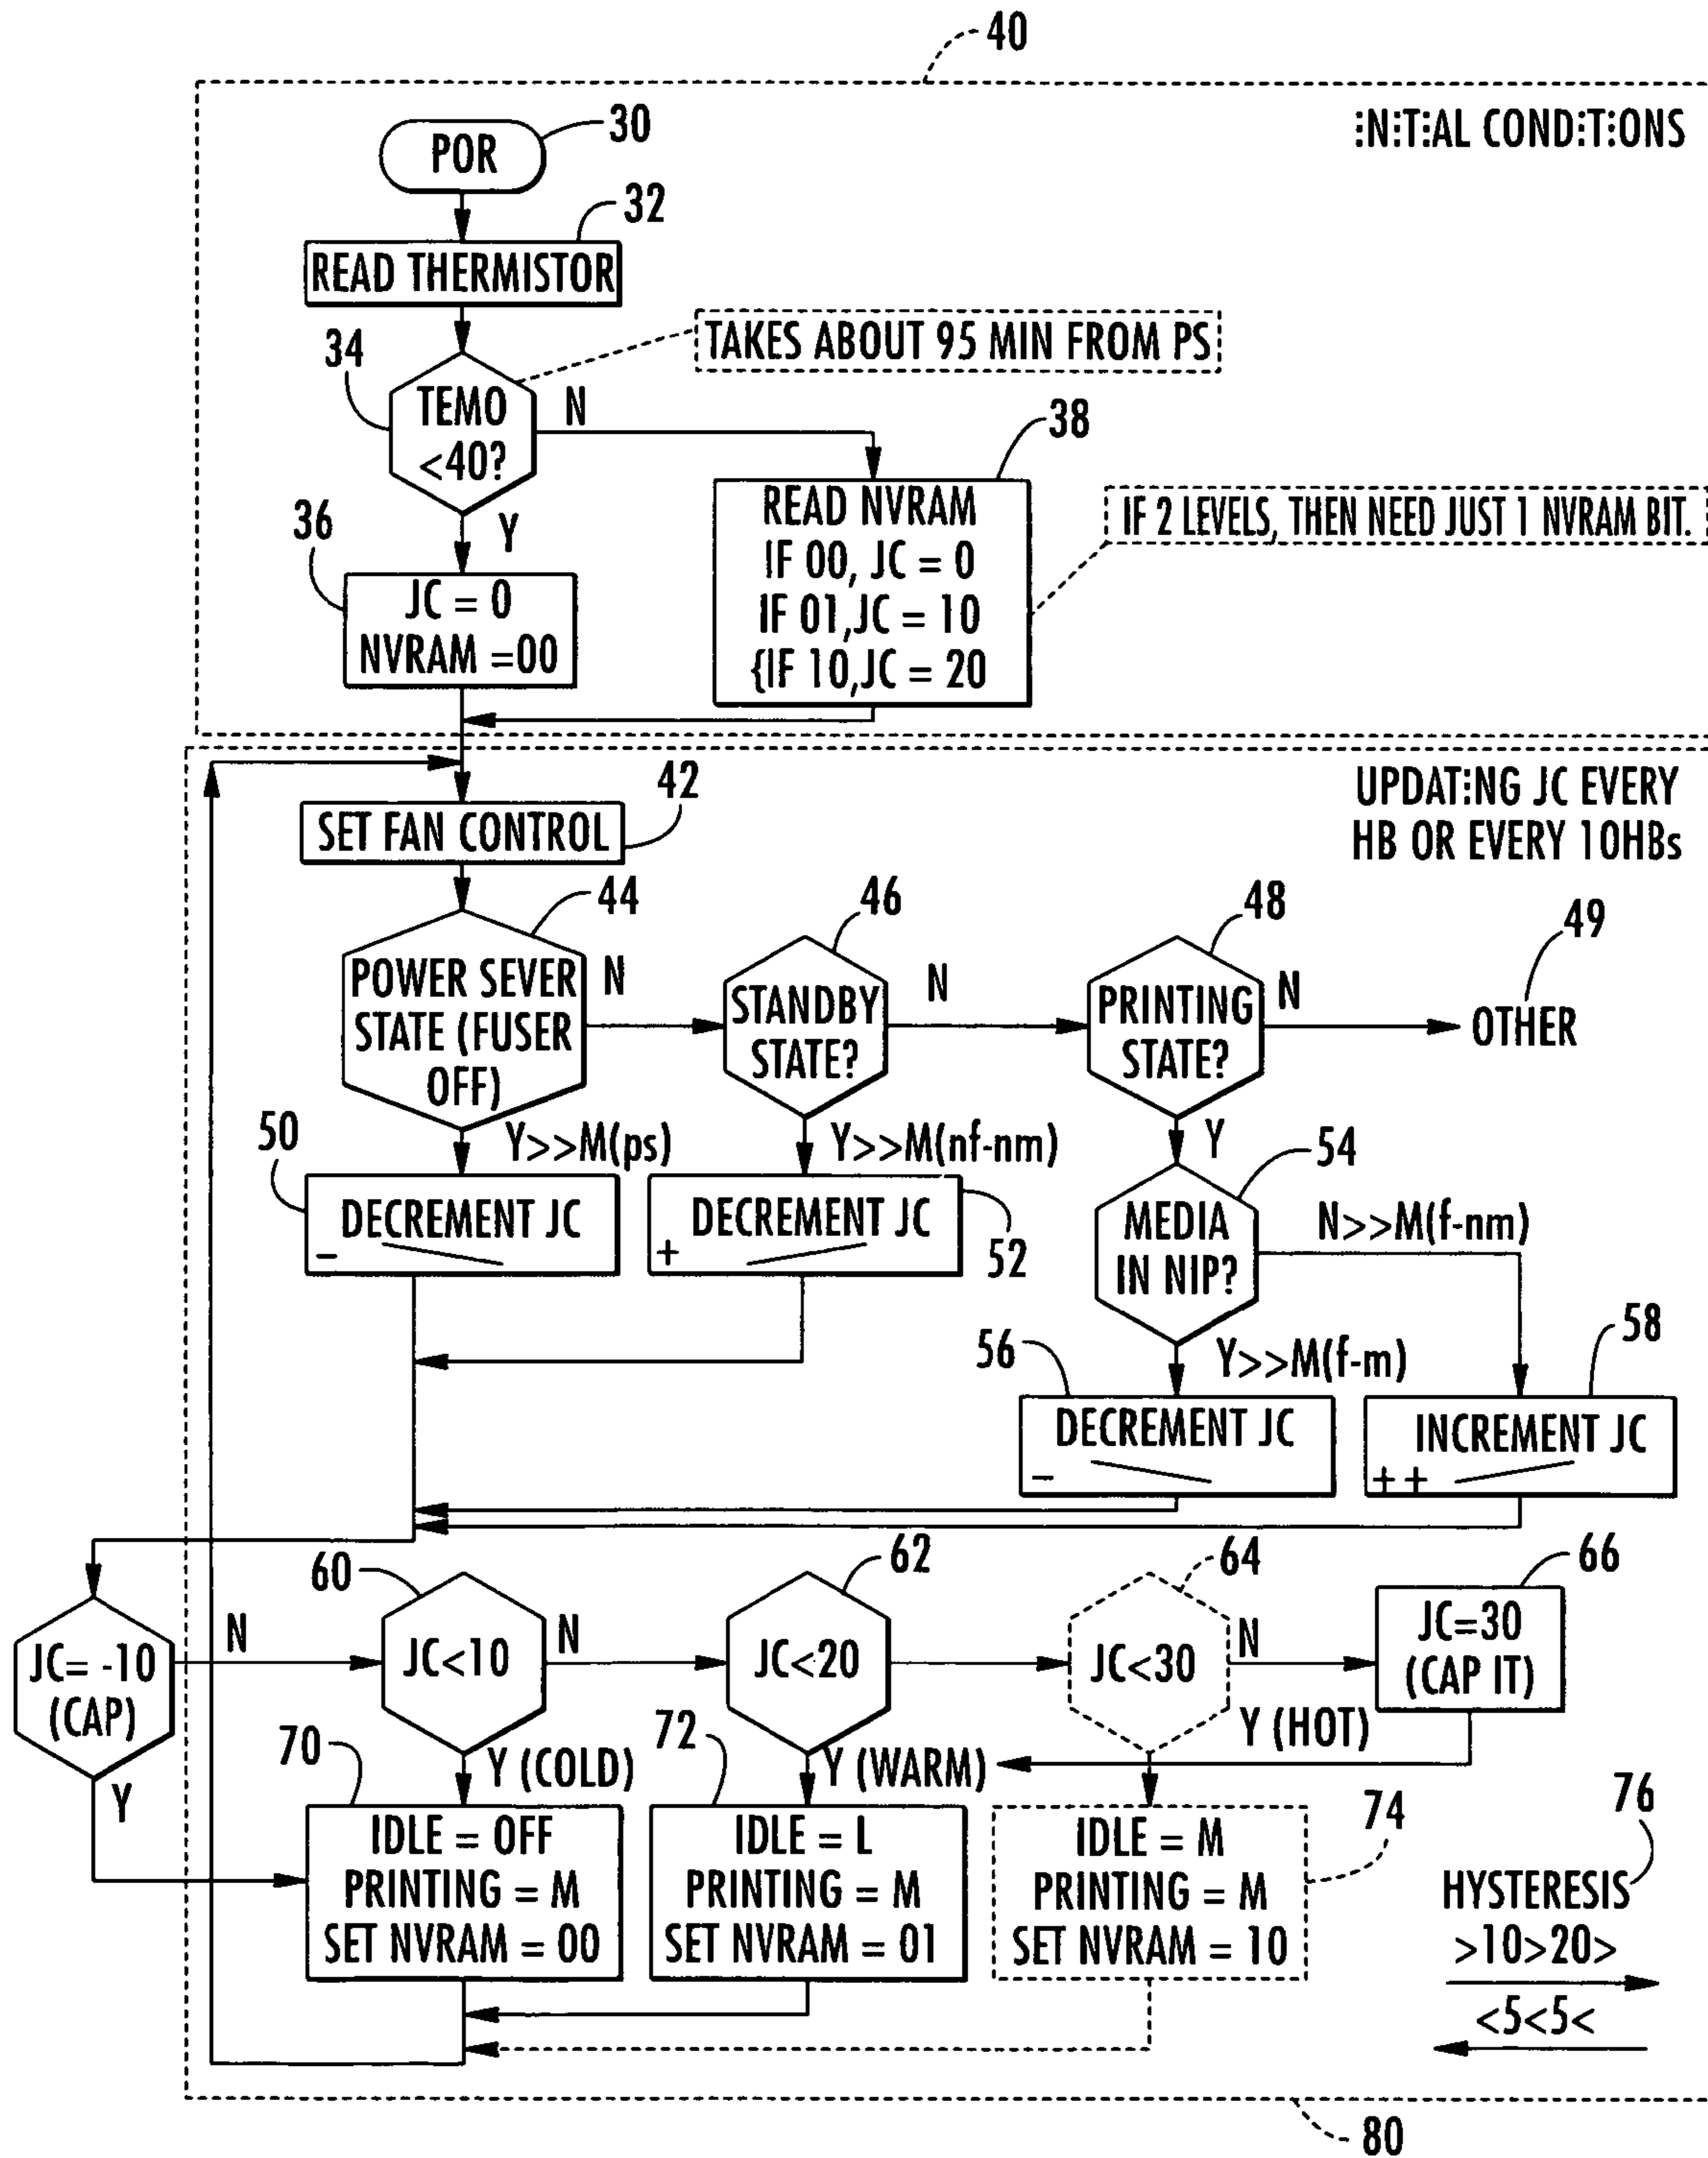 40
INITIAL CONDITIONS
POR
30
32
READ THERMISTOR
34
TAKES ABOUT 95 MIN FROM PS
TEMO
<40?
N
38
Y
36
READ NVRAM
IF 00, JC = 0
IF 01,JC = 10
{IF 10,JC = 20
IF 2 LEVELS, THEN NEED JUST 1 NVRAM BIT.
JC = 0
NVRAM =00
42
UPDATING JC EVERY
HB OR EVERY 10HBs
SET FAN CONTROL
44
46
48
49
POWER SEVER
STATE (FUSER
OFF)
N
STANDBY
STATE?
N
PRINTING
STATE?
N
OTHER
50
Y>>M(ps)
Y>>M(nf-nm)
Y
54
DECREMENT JC
–
DECREMENT JC
+
52
MEDIA
IN NIP?
N>>M(f-nm)
56
Y>>M(f-m)
58
DECREMENT JC
–
INCREMENT JC
+ +
60
62
64
66
JC= -10
(CAP)
N
JC<10
N
JC<20
JC<30
N
JC=30
(CAP IT)
Y
70
Y (COLD)
72
Y (WARM)
Y (HOT)
74
76
IDLE = OFF
PRINTING = M
SET NVRAM = 00
IDLE = L
PRINTING = M
SET NVRAM = 01
IDLE = M
PRINTING = M
SET NVRAM = 10
HYSTERESIS
>10>20>
<5<5<
80